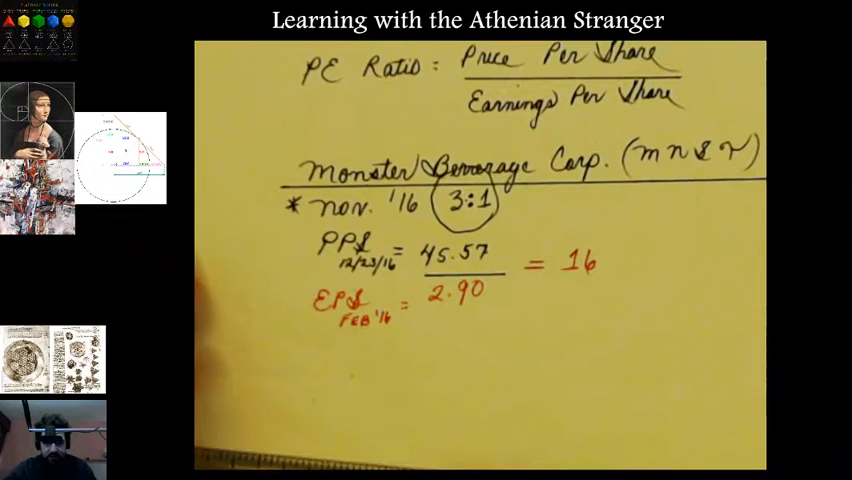 Learning with the Athenian Stranger
PE Ratio = Price Per Share
Earnings Per Share
Monster Beverage Corp. (MNST)
* Nov. '16 3:1
PPS 12/23/16 = 45.57 = 16
EPS FEB '16 = 2.90